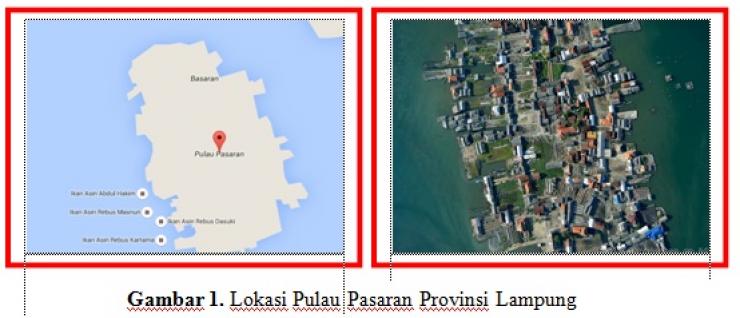 Basaran
Pulau Pasaran
Ikan Asin Abdul Hakim
Ikan Asin Rebus Masnun
Ikan Asin Rebus Dasuki
Ikan Asin Rebus Kartama
Gambar 1. Lokasi Pulau Pasaran Provinsi Lampung